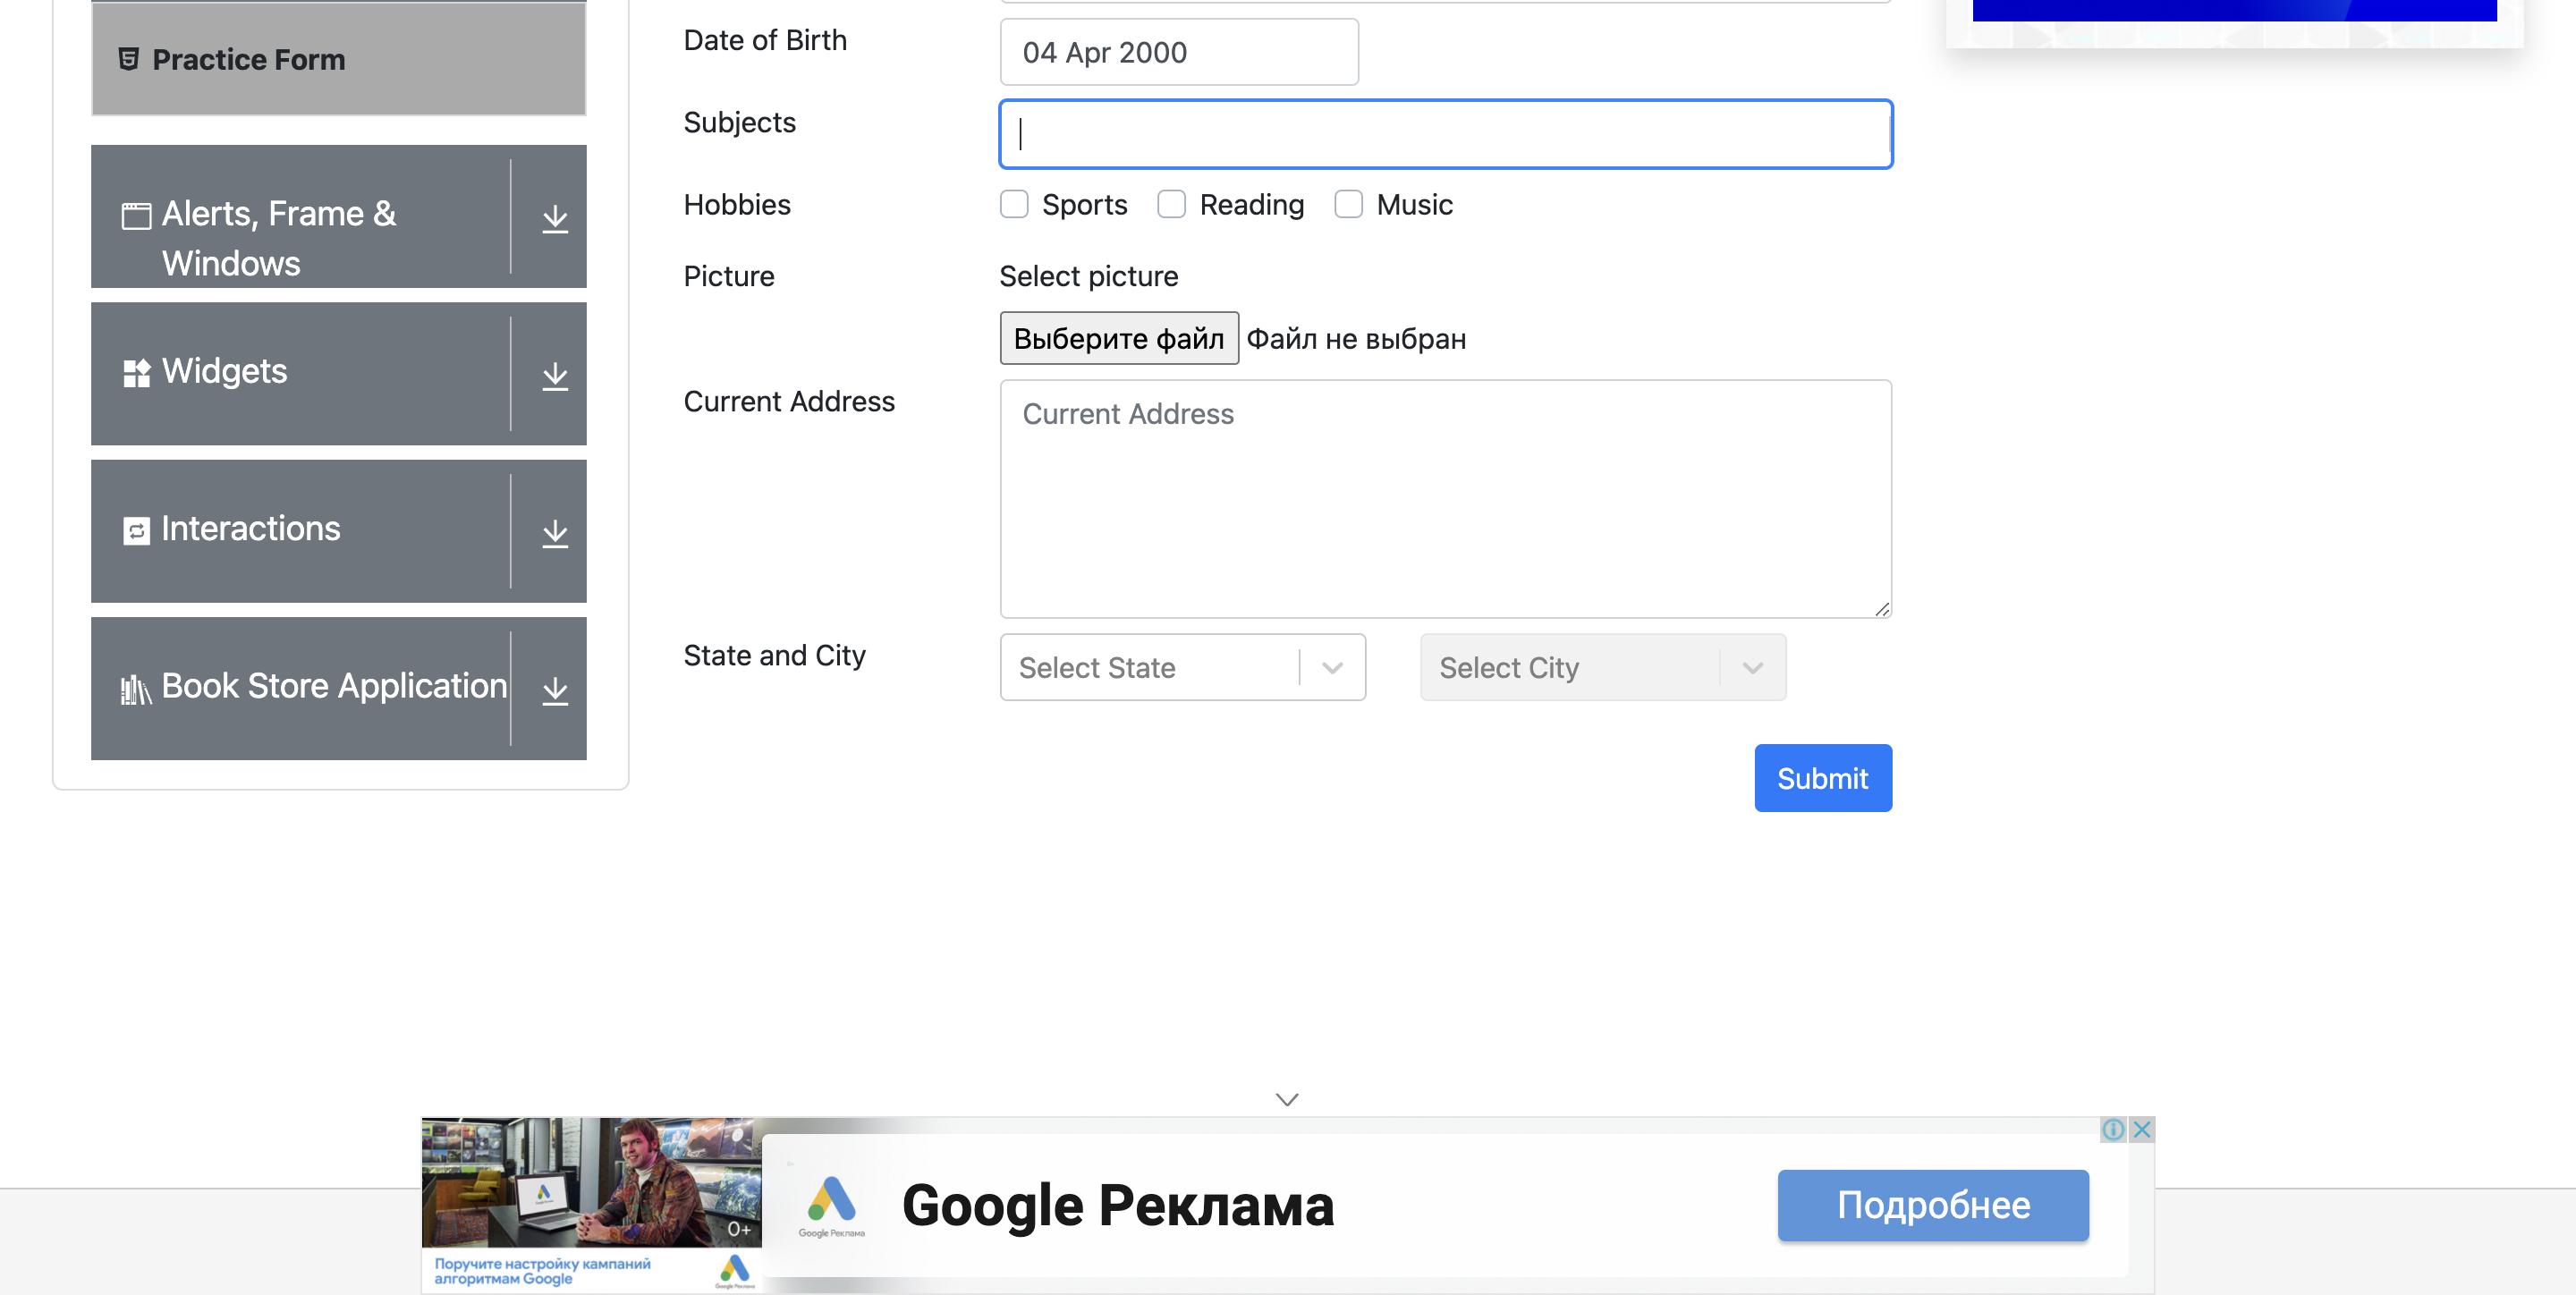 Practice Form
Alerts, Frame &
Windows
Widgets
Interactions
Book Store Application
Date of Birth
04 Apr 2000
Subjects
Hobbies
Sports
Reading
Music
Picture
Select picture
Выберите файл
Файл не выбран
Current Address
Current Address
State and City
Select State
Select City
Submit
0+
Поручите настройку кампаний
алгоритмам Google
Google Реклама
Google Реклама
Google Реклама
Подробнее